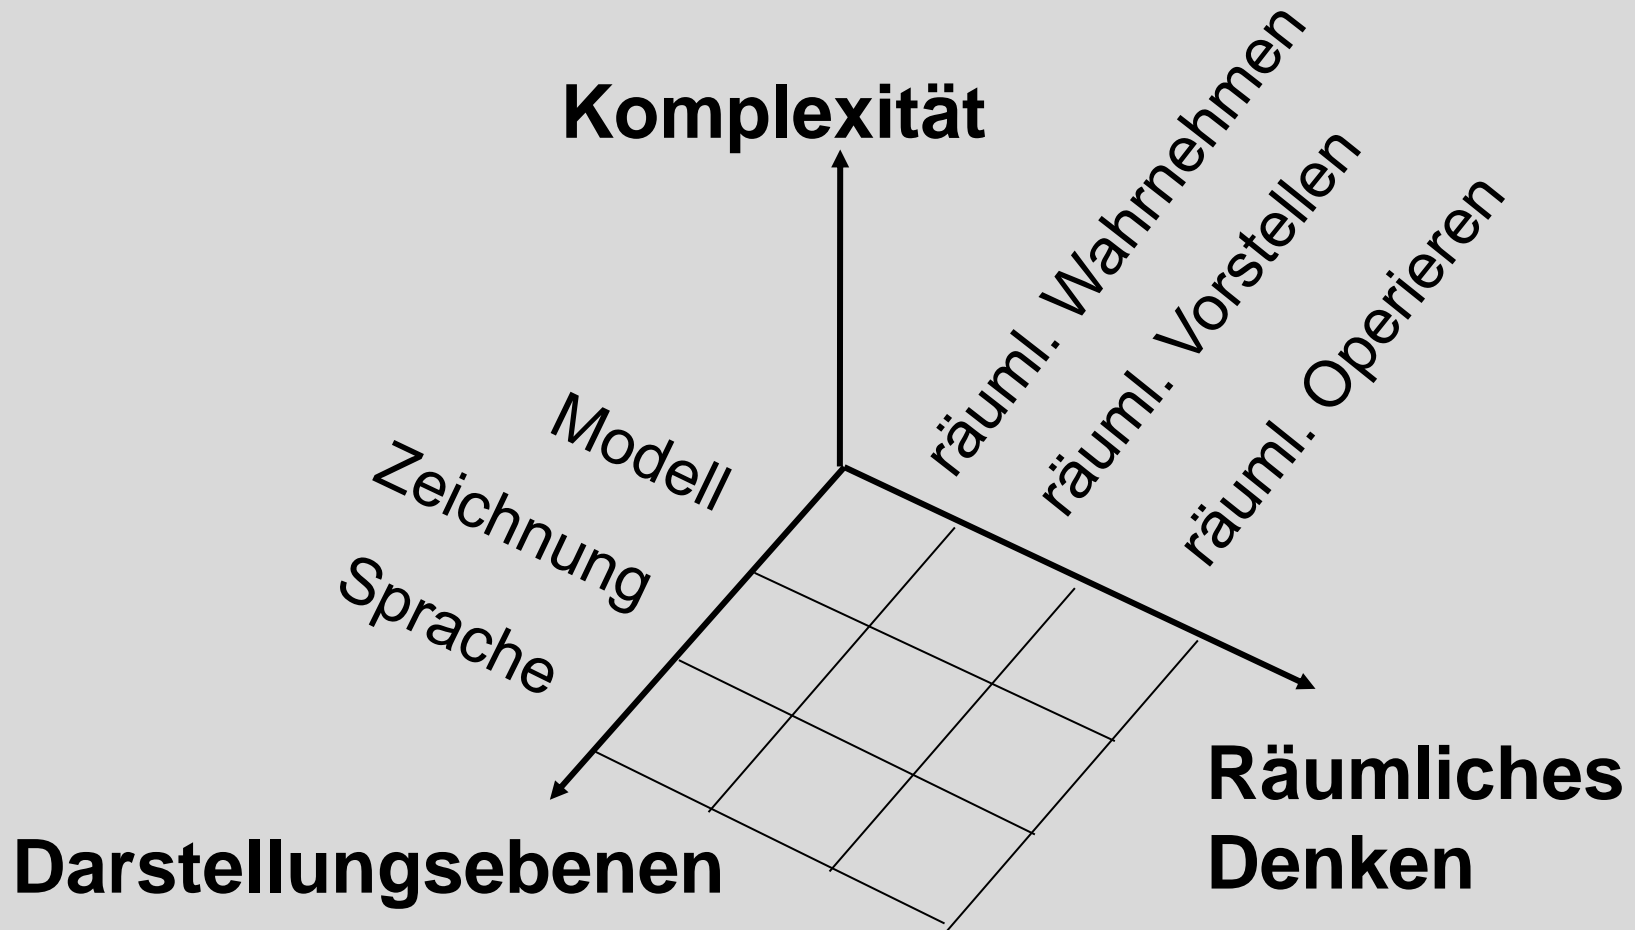 Komplexität
räuml. Wahrnehmen
räuml. Vorstellen
räuml. Operieren
Modell
Zeichnung
Sprache
Räumliches
Denken
Darstellungsebenen